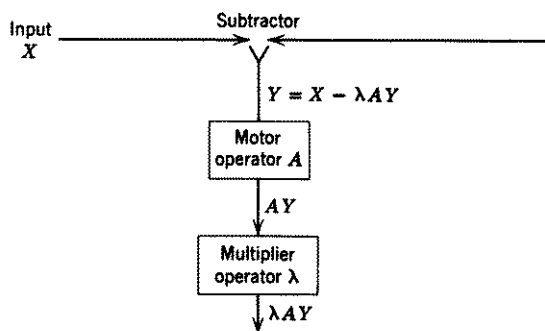 Subtractor
Input
X
Y = X − λAY
Motor
operator A
AY
Multiplier
operator λ
λAY